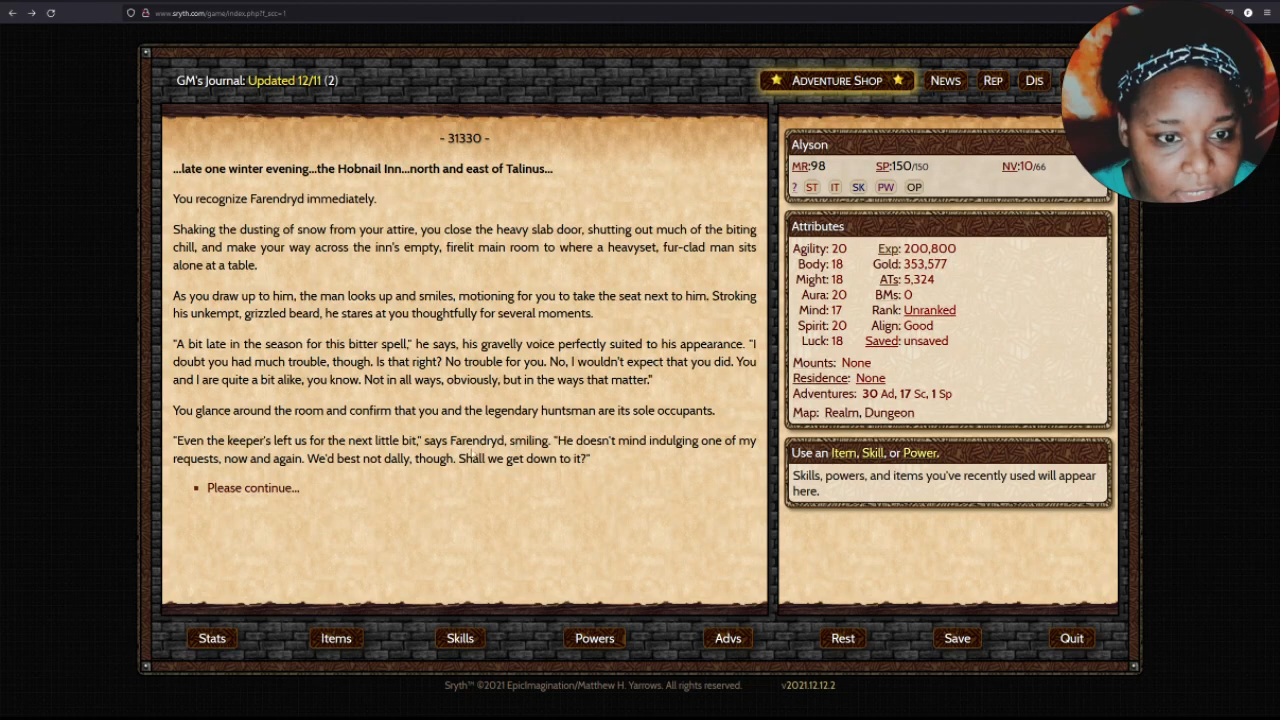 www.sryth.com/game/index.php?f_scc=1
GM's Journal: Updated 12/11 (2)
ADVENTURE SHOP
NEWS
REP
DIS
- 31330 -
...late one winter evening...the Hobnail Inn...north and east of Talinus...
You recognize Farendryd immediately.
Shaking the dusting of snow from your attire, you close the heavy slab door, shutting out much of the biting
chill, and make your way across the inn's empty, firelit main room to where a heavyset, fur-clad man sits
alone at a table.
As you draw up to him, the man looks up and smiles, motioning for you to take the seat next to him. Stroking
his unkempt, grizzled beard, he stares at you thoughtfully for several moments.
"A bit late in the season for this bitter spell," he says, his gravelly voice perfectly suited to his appearance. "I
doubt you had much trouble, though. Is that right? No trouble for you. No, I wouldn't expect that you did. You
and I are quite a bit alike, you know. Not in all ways, obviously, but in the ways that matter."
You glance around the room and confirm that you and the legendary huntsman are its sole occupants.
"Even the keeper's left us for the next little bit," says Farendryd, smiling. "He doesn't mind indulging one of my
requests, now and again. We'd best not dally, though. Shall we get down to it?"
Please continue...
Alyson
MR:98 SP:150/150 NV:10/66
? ST IT SK PW OP
Attributes
Agility: 20 Exp: 200,800
Body: 18 Gold: 353,577
Might: 18 ATs: 5,324
Aura: 20 BMs: 0
Mind: 17 Rank: Unranked
Spirit: 20 Align: Good
Luck: 18 Saved: unsaved
Mounts: None
Residence: None
Adventures: 30 Ad, 17 Sc, 1 Sp
Map: Realm, Dungeon
Use an Item, Skill, or Power.
Skills, powers, and items you've recently used will appear
here.
Stats
Items
Skills
Powers
Advs
Rest
Save
Quit
Sryth™ ©2021 EpicImagination/Matthew H. Yarrows. All rights reserved. v2021.12.12.2